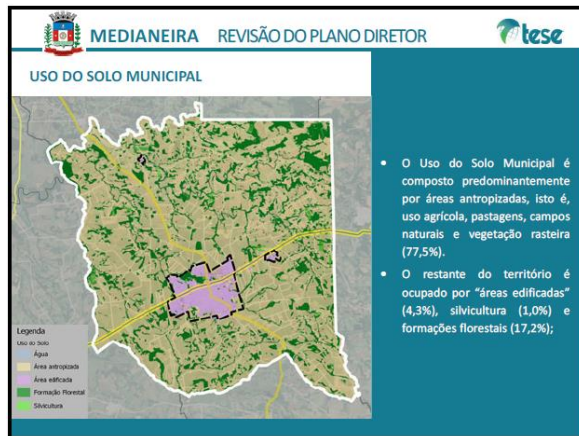 MEDIANEIRA REVISÃO DO PLANO DIRETOR
tese
USO DO SOLO MUNICIPAL
• O Uso do Solo Municipal é
composto predominantemente
por áreas antropizadas, isto é,
uso agrícola, pastagens, campos
naturais e vegetação rasteira
(77,5%).
• O restante do território é
ocupado por “áreas edificadas”
(4,3%), silvicultura (1,0%) e
formações florestais (17,2%);
Legenda
Uso do Solo
Água
Área antropizada
Área edificada
Formação Florestal
Silvicultura